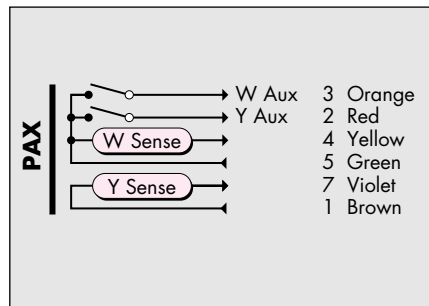 PAX
W Aux 3 Orange
Y Aux 2 Red
W Sense 4 Yellow
5 Green
Y Sense 7 Violet
1 Brown